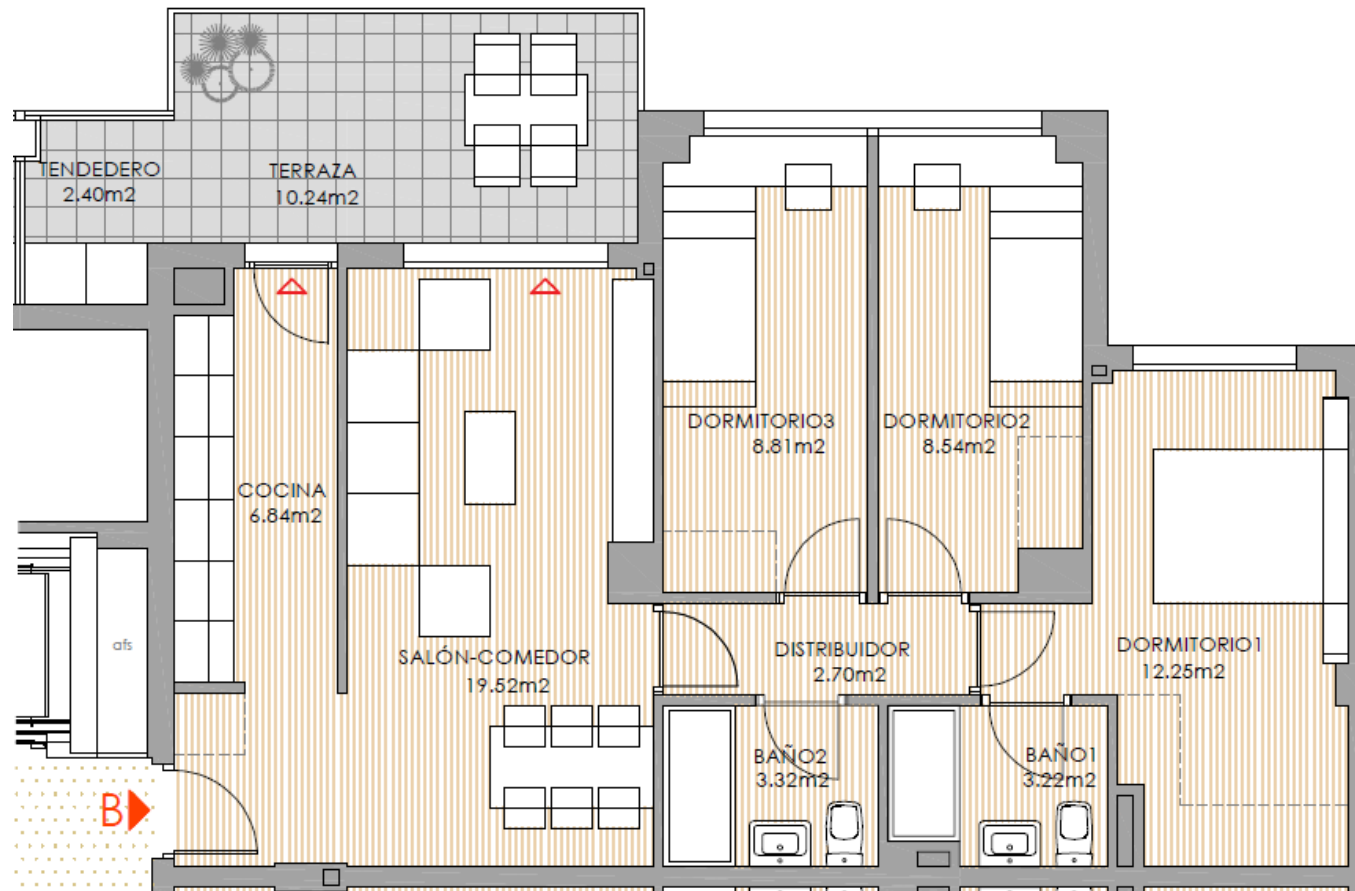 TENDEDERO
2.40m2
TERRAZA
10.24m2
DORMITORIO3
8.81m2
DORMITORIO2
8.54m2
COCINA
6.84m2
afs
SALÓN-COMEDOR
19.52m2
DISTRIBUIDOR
2.70m2
DORMITORIO1
12.25m2
BAÑO2
3.32m2
BAÑO1
3.22m2
B